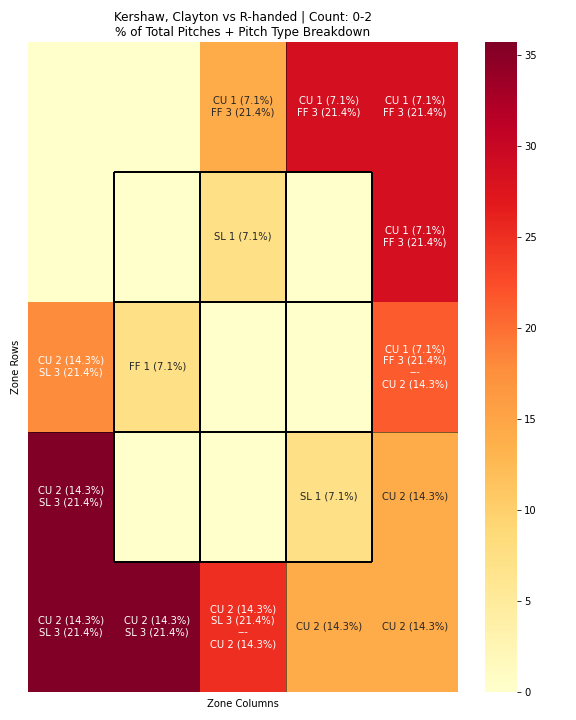 Kershaw, Clayton vs R-handed | Count: 0-2
% of Total Pitches + Pitch Type Breakdown
CU 1 (7.1%)
FF 3 (21.4%)
CU 1 (7.1%)
FF 3 (21.4%)
CU 1 (7.1%)
FF 3 (21.4%)
SL 1 (7.1%)
CU 1 (7.1%)
FF 3 (21.4%)
CU 2 (14.3%)
SL 3 (21.4%)
FF 1 (7.1%)
CU 1 (7.1%)
FF 3 (21.4%)
---
CU 2 (14.3%)
CU 2 (14.3%)
SL 3 (21.4%)
SL 1 (7.1%)
CU 2 (14.3%)
CU 2 (14.3%)
SL 3 (21.4%)
CU 2 (14.3%)
SL 3 (21.4%)
CU 2 (14.3%)
SL 3 (21.4%)
---
CU 2 (14.3%)
CU 2 (14.3%)
CU 2 (14.3%)
Zone Rows
Zone Columns
35
30
25
20
15
10
5
0